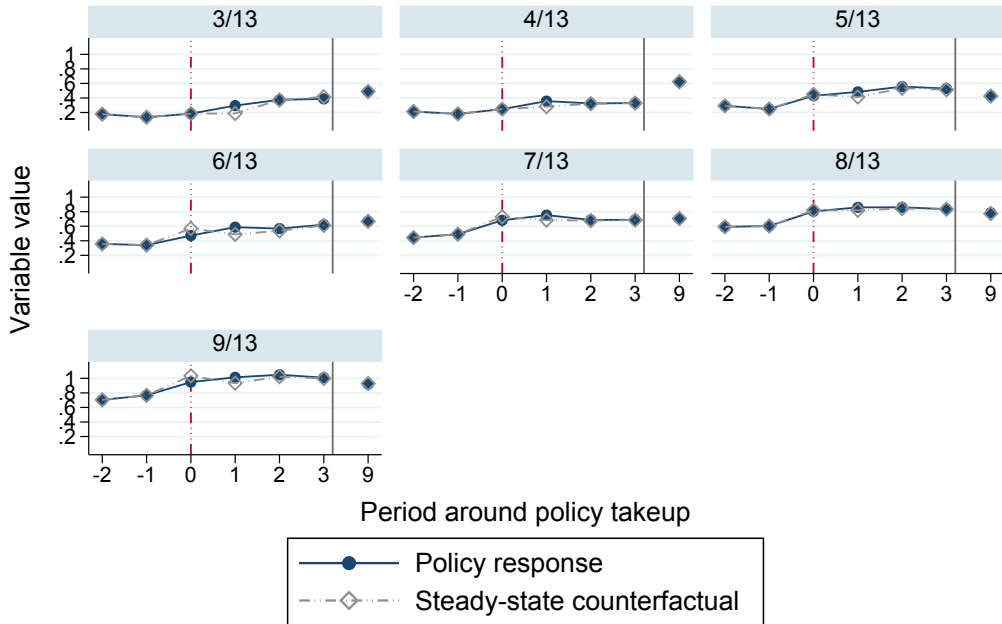 3/13 4/13 5/13
1
.8
.6
.4
.2
6/13 7/13 8/13
1
.8
.6
.4
.2
-2 -1 0 1 2 3 9 -2 -1 0 1 2 3 9
9/13
1
.8
.6
.4
.2
-2 -1 0 1 2 3 9
Variable value
Period around policy takeup
Policy response
Steady-state counterfactual